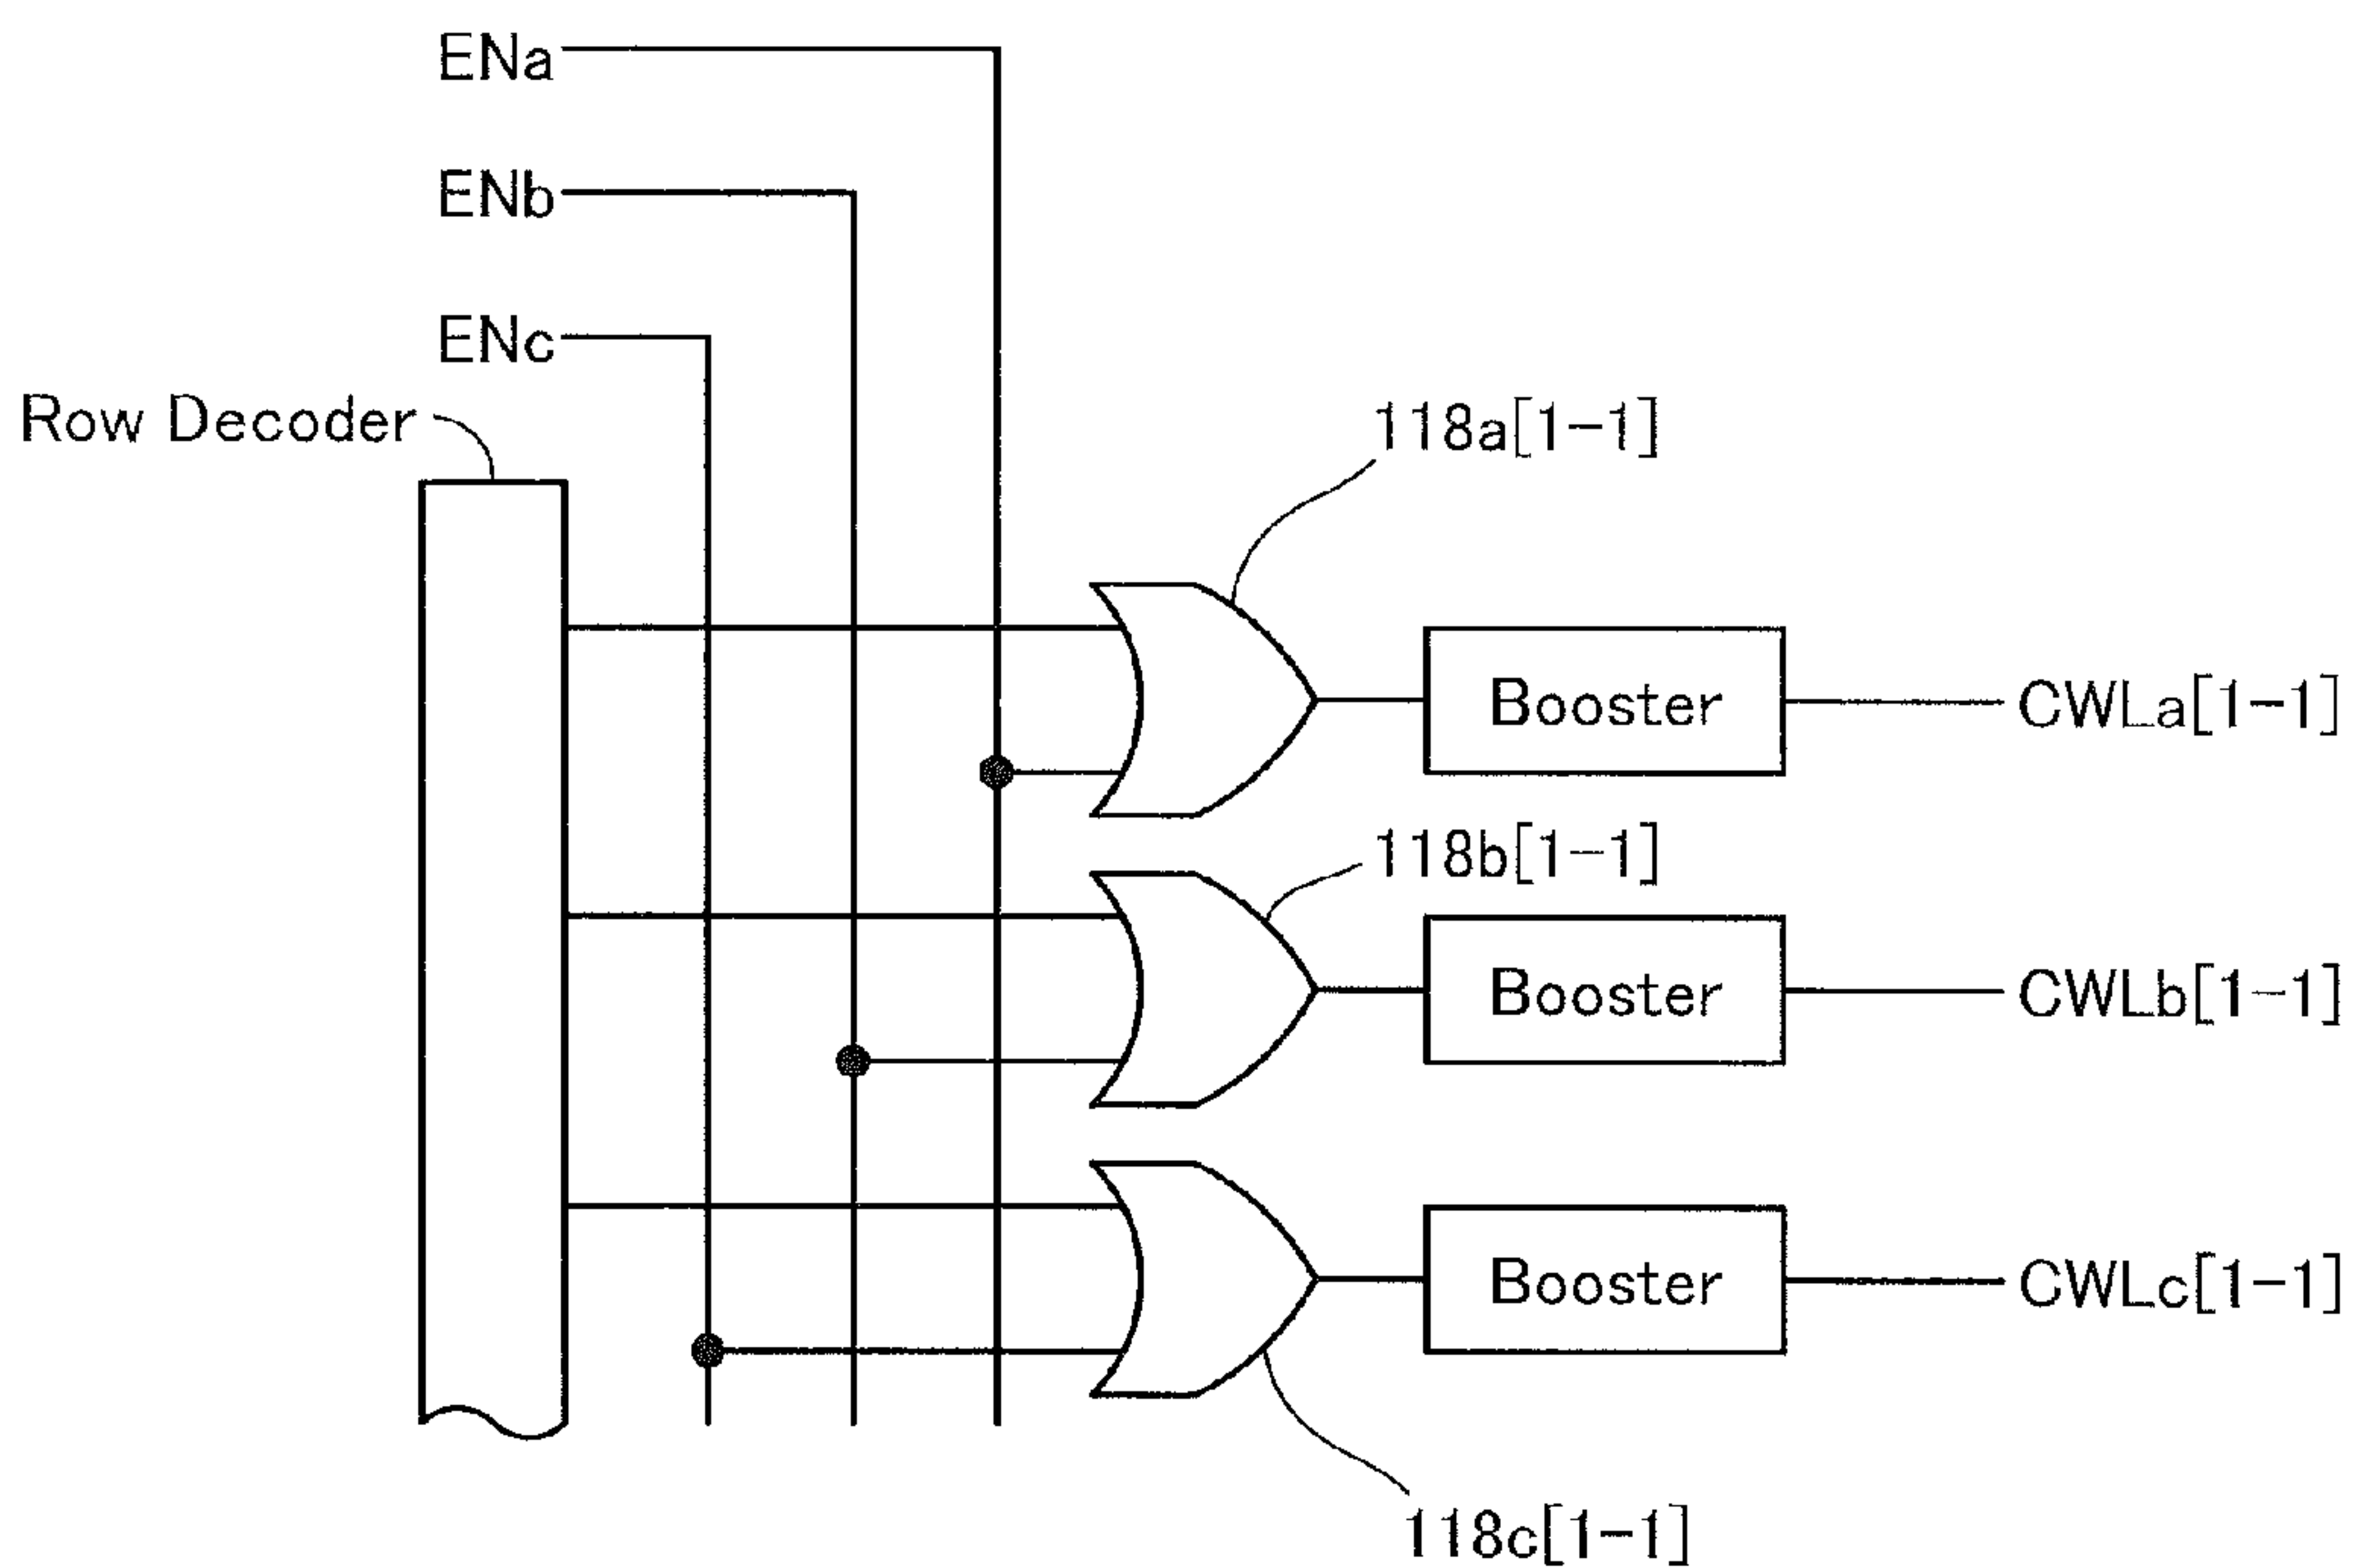 ENa
ENb
ENc
Row Decoder
118a[1-1]
Booster
CWLa[1-1]
118b[1-1]
Booster
CWLb[1-1]
Booster
CWLc[1-1]
118c[1-1]